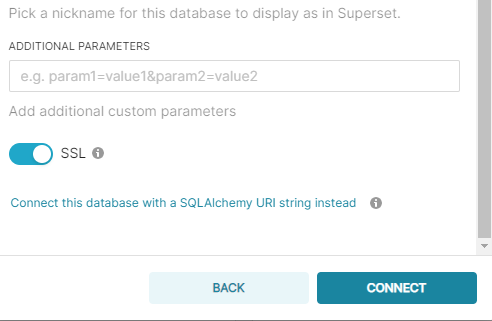 Pick a nickname for this database to display as in Superset.
ADDITIONAL PARAMETERS
e.g. param1=value1&param2=value2
Add additional custom parameters
SSL
Connect this database with a SQLAlchemy URI string instead
BACK
CONNECT